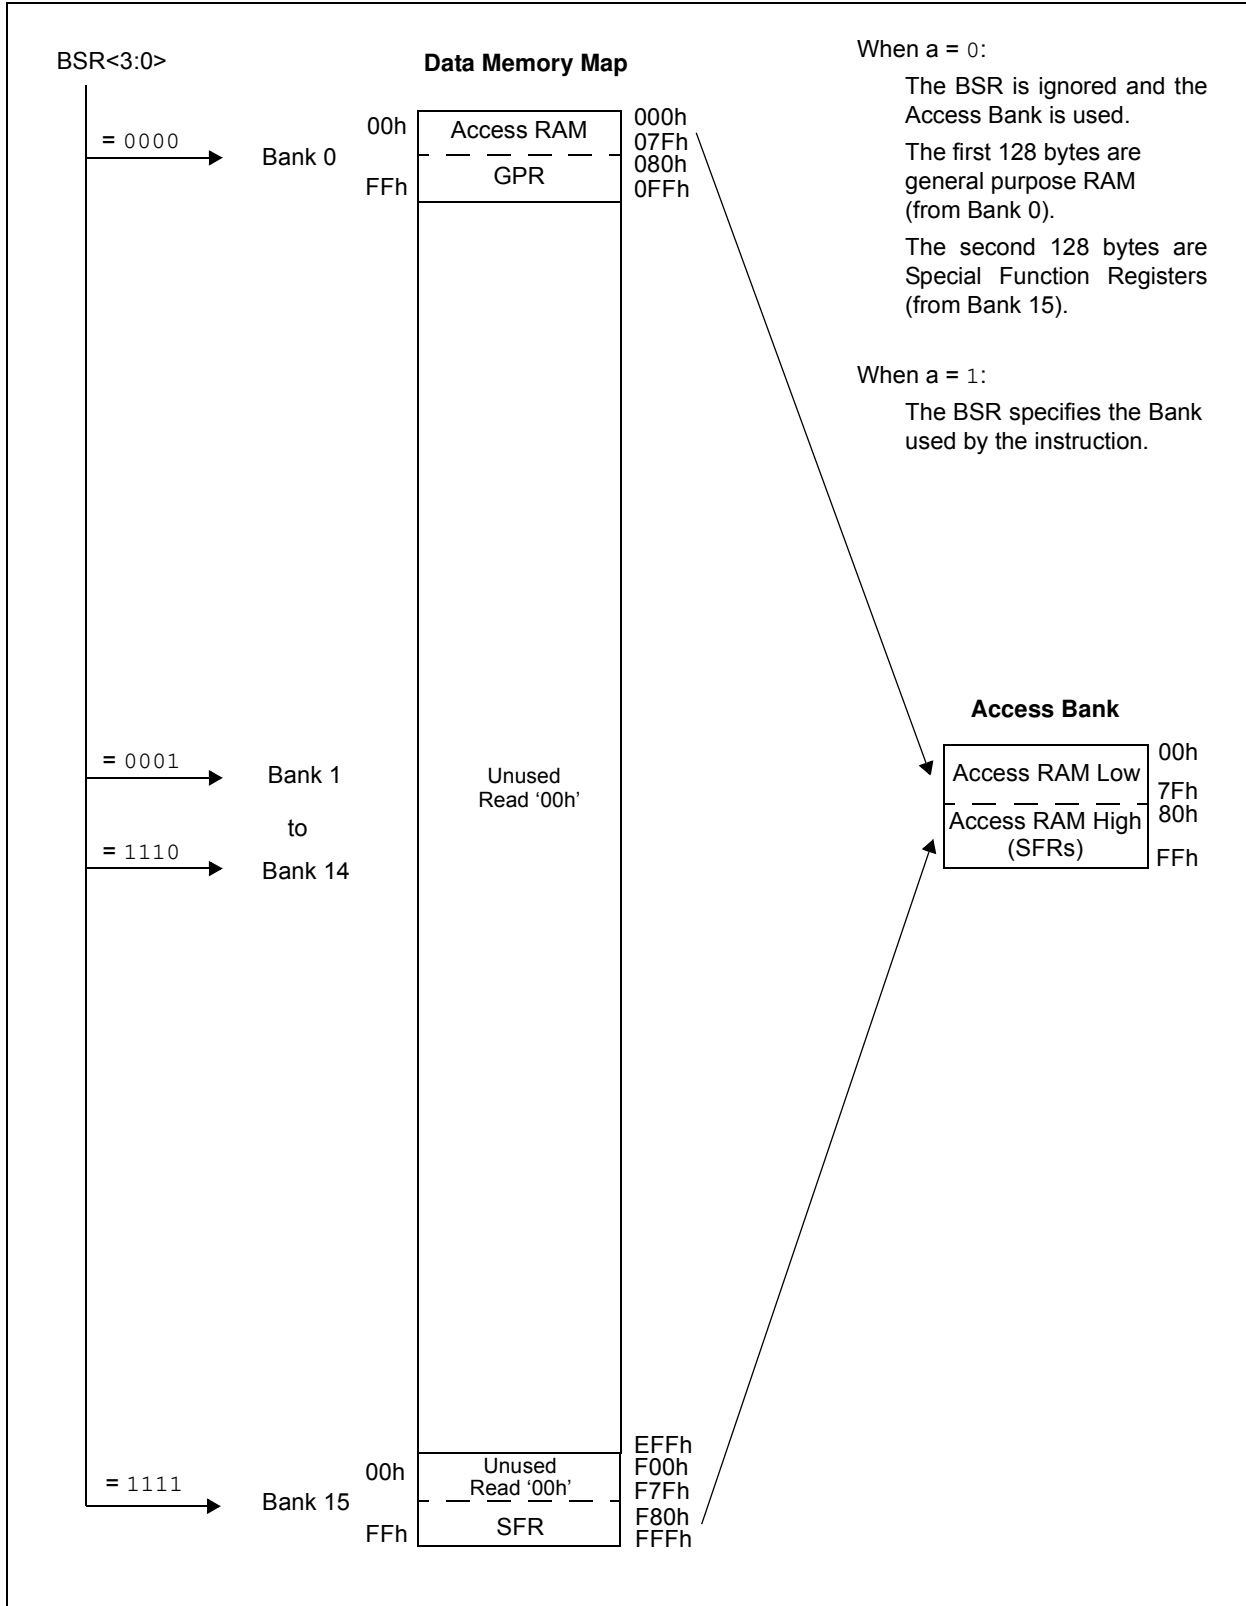 BSR<3:0>
Data Memory Map
= 0000
Bank 0
00h
FFh
Access RAM
GPR
000h
07Fh
080h
0FFh
When a = 0:
The BSR is ignored and the
Access Bank is used.
The first 128 bytes are
general purpose RAM
(from Bank 0).
The second 128 bytes are
Special Function Registers
(from Bank 15).
When a = 1:
The BSR specifies the Bank
used by the instruction.
= 0001
Bank 1
to
= 1110
Bank 14
Unused
Read ‘00h’
Access Bank
Access RAM Low
Access RAM High
(SFRs)
00h
7Fh
80h
FFh
= 1111
Bank 15
00h
FFh
Unused
Read ‘00h’
SFR
EFFh
F00h
F7Fh
F80h
FFFh